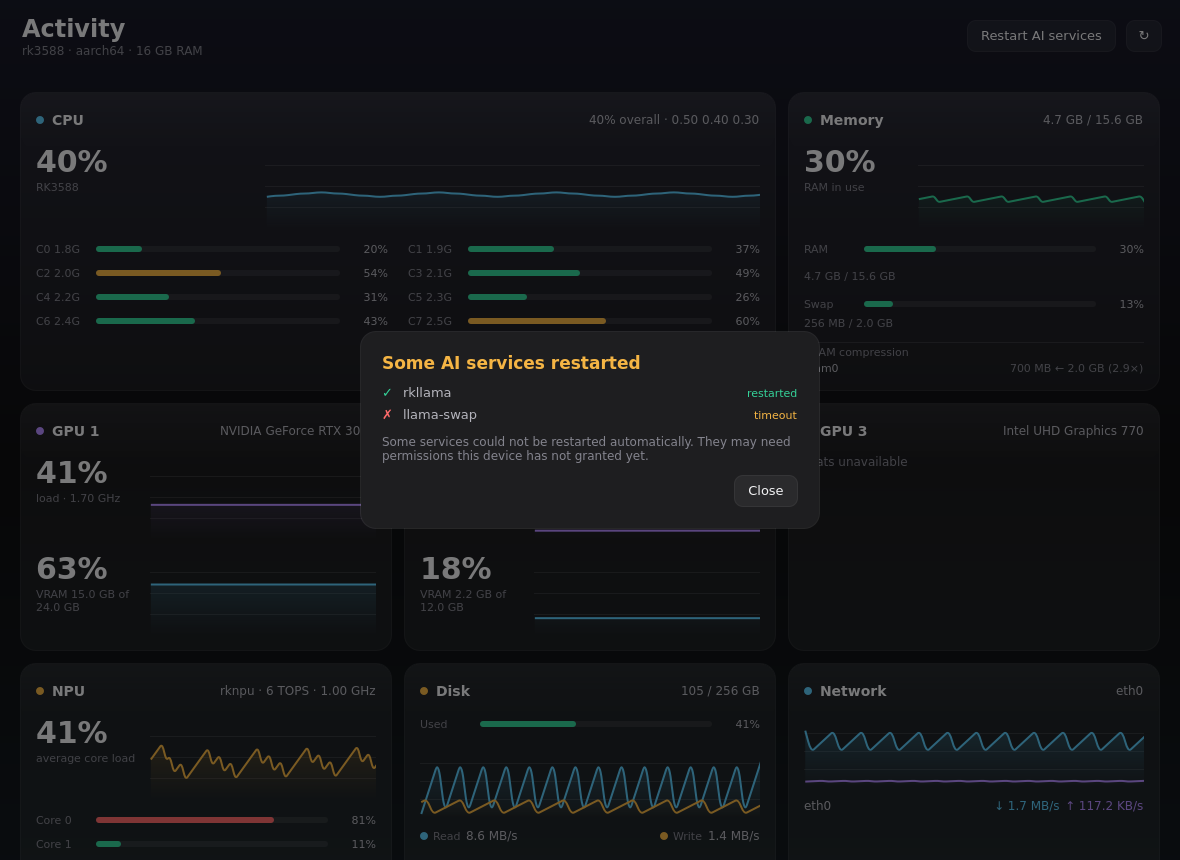 Activity
rk3588 · aarch64 · 16 GB RAM
Restart AI services
↻
CPU
40% overall · 0.50 0.40 0.30
40%
RK3588
C0 1.8G 20%
C1 1.9G 37%
C2 2.0G 54%
C3 2.1G 49%
C4 2.2G 31%
C5 2.3G 26%
C6 2.4G 43%
C7 2.5G 60%
Memory
4.7 GB / 15.6 GB
30%
RAM in use
RAM 30%
4.7 GB / 15.6 GB
Swap 13%
256 MB / 2.0 GB
compression
700 MB ← 2.0 GB (2.9×)
Some AI services restarted
✓ rkllama restarted
✗ llama-swap timeout
Some services could not be restarted automatically. They may need
permissions this device has not granted yet.
Close
GPU 1
NVIDIA GeForce RTX
41%
load · 1.70 GHz
63%
VRAM 15.0 GB of
24.0 GB
18%
VRAM 2.2 GB of
12.0 GB
GPU 3
Intel UHD Graphics 770
unavailable
NPU
rknpu · 6 TOPS · 1.00 GHz
41%
average core load
Core 0 81%
Core 1 11%
Disk
105 / 256 GB
Used 41%
Read 8.6 MB/s
Write 1.4 MB/s
Network
eth0
eth0
↓ 1.7 MB/s ↑ 117.2 KB/s